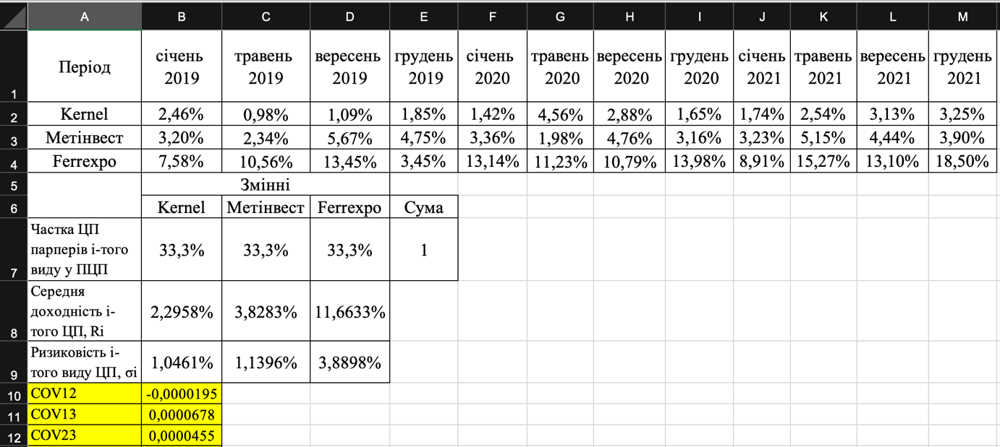 A B C D E F G H I J K L M
1 Період січень 2019 травень 2019 вересень 2019 грудень 2019 січень 2020 травень 2020 вересень 2020 грудень 2020 січень 2021 травень 2021 вересень 2021 грудень 2021
2 Kernel 2,46% 0,98% 1,09% 1,85% 1,42% 4,56% 2,88% 1,65% 1,74% 2,54% 3,13% 3,25%
3 Метінвест 3,20% 2,34% 5,67% 4,75% 3,36% 1,98% 4,76% 3,16% 3,23% 5,15% 4,44% 3,90%
4 Ferrexpo 7,58% 10,56% 13,45% 3,45% 13,14% 11,23% 10,79% 13,98% 8,91% 15,27% 13,10% 18,50%
5 Змінні
6 Kernel Метінвест Ferrexpo Сума
Частка ЦП
парперів і-того
виду у ПЦП
7 33,3% 33,3% 33,3% 1
Середня
доходність і-
того ЦП, Ri
8 2,2958% 3,8283% 11,6633%
Ризиковість і-
того виду ЦП, σі
9 1,0461% 1,1396% 3,8898%
10 COV12 -0,0000195
11 COV13 0,0000678
12 COV23 0,0000455